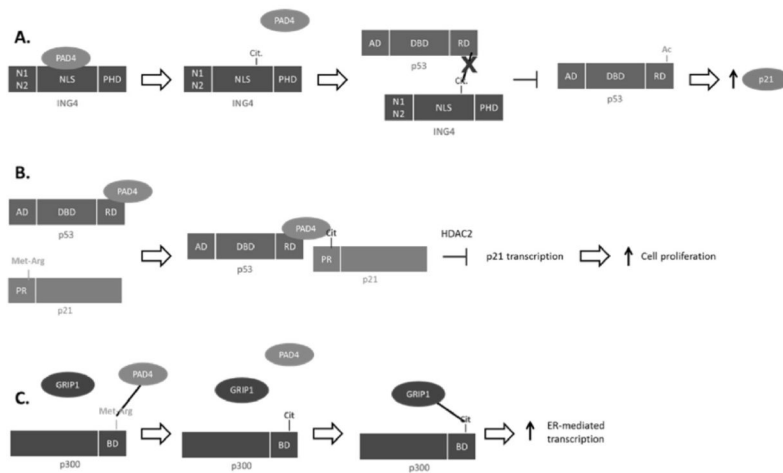 A.
PAD4
N1
N2
NLS
PHD
ING4
PAD4
Cit.
N1
N2
NLS
PHD
ING4
AD
DBD
RD
p53
X
N1
N2
NLS
PHD
ING4
Ac
AD
DBD
RD
p53
p21
B.
PAD4
AD
DBD
RD
p53
Met-Arg
PR
p21
PAD4
AD
DBD
RD
p53
Cit
PR
p21
HDAC2
p21 transcription
Cell proliferation
C.
GRIP1
PAD4
Met-Arg
BD
p300
PAD4
GRIP1
Cit
BD
p300
GRIP1
Cit
BD
p300
ER-mediated
transcription